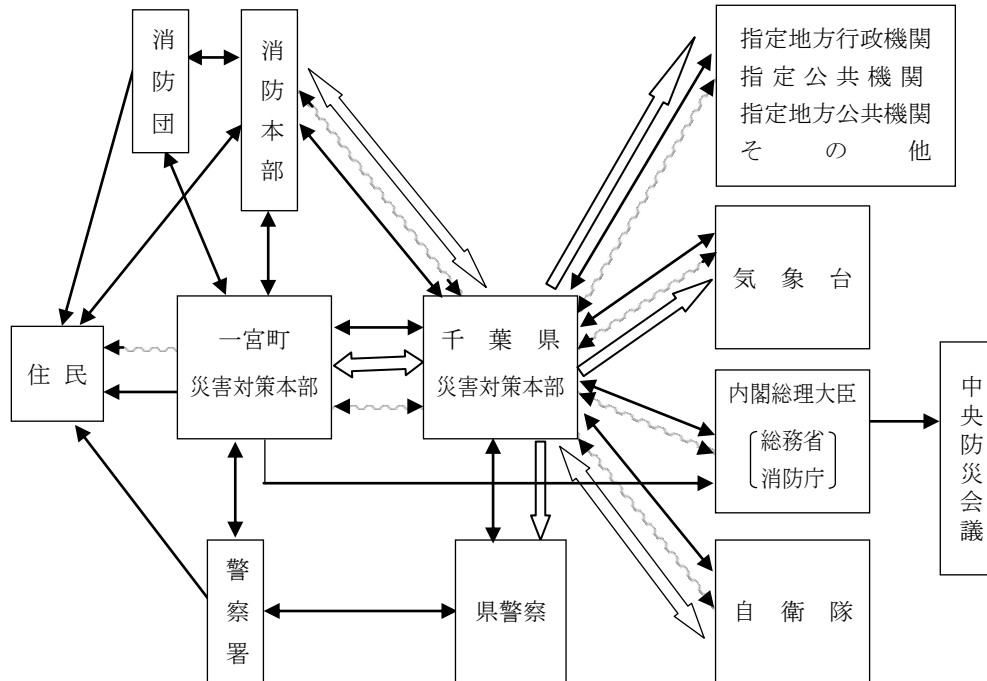 消防団
消防本部
指定地方行政機関
指定公共機関
指定地方公共機関
その他
気象台
一宮町
災害対策本部
千葉県
災害対策本部
住民
内閣総理大臣
総務省
消防庁
中央防災会議
警察署
県警察
自衛隊